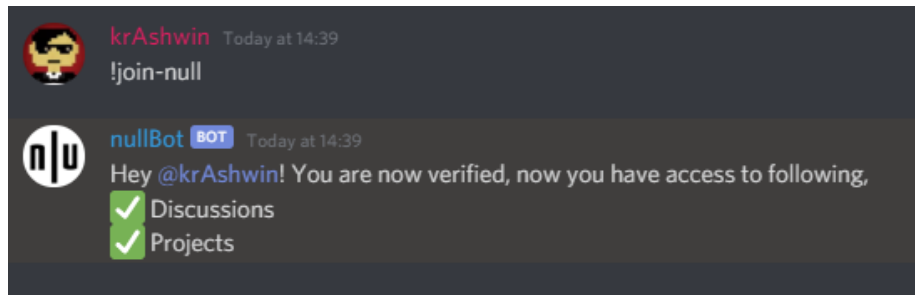 krAshwin Today at 14:39
!join-null
n|u
nullBot BOT Today at 14:39
Hey @krAshwin! You are now verified, now you have access to following,
✅ Discussions
✅ Projects